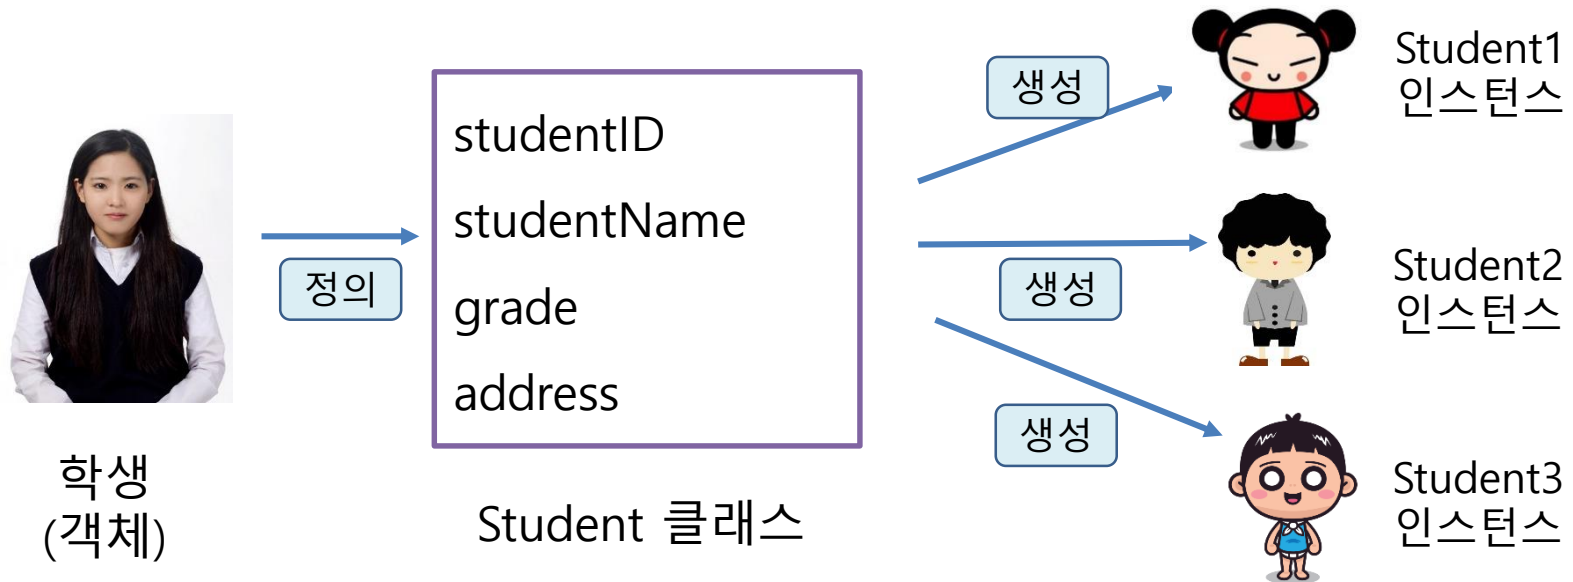 학생
(객체)
정의
studentID
studentName
grade
address
Student 클래스
생성
Student1
인스턴스
생성
Student2
인스턴스
생성
Student3
인스턴스